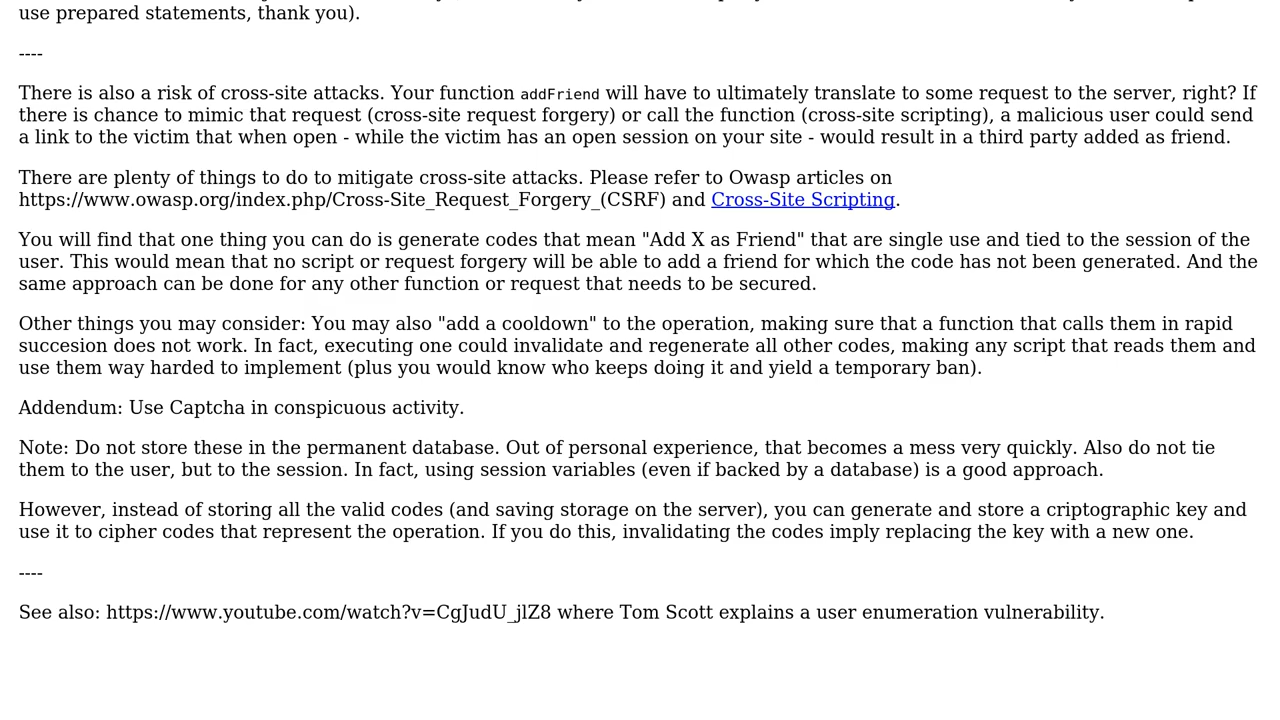 use prepared statements, thank you).
----
There is also a risk of cross-site attacks. Your function addFriend will have to ultimately translate to some request to the server, right? If
there is chance to mimic that request (cross-site request forgery) or call the function (cross-site scripting), a malicious user could send
a link to the victim that when open - while the victim has an open session on your site - would result in a third party added as friend.
There are plenty of things to do to mitigate cross-site attacks. Please refer to Owasp articles on
https://www.owasp.org/index.php/Cross-Site_Request_Forgery_(CSRF) and Cross-Site Scripting.
You will find that one thing you can do is generate codes that mean "Add X as Friend" that are single use and tied to the session of the
user. This would mean that no script or request forgery will be able to add a friend for which the code has not been generated. And the
same approach can be done for any other function or request that needs to be secured.
Other things you may consider: You may also "add a cooldown" to the operation, making sure that a function that calls them in rapid
succesion does not work. In fact, executing one could invalidate and regenerate all other codes, making any script that reads them and
use them way harded to implement (plus you would know who keeps doing it and yield a temporary ban).
Addendum: Use Captcha in conspicuous activity.
Note: Do not store these in the permanent database. Out of personal experience, that becomes a mess very quickly. Also do not tie
them to the user, but to the session. In fact, using session variables (even if backed by a database) is a good approach.
However, instead of storing all the valid codes (and saving storage on the server), you can generate and store a criptographic key and
use it to cipher codes that represent the operation. If you do this, invalidating the codes imply replacing the key with a new one.
----
See also: https://www.youtube.com/watch?v=CgJudU_jlZ8 where Tom Scott explains a user enumeration vulnerability.